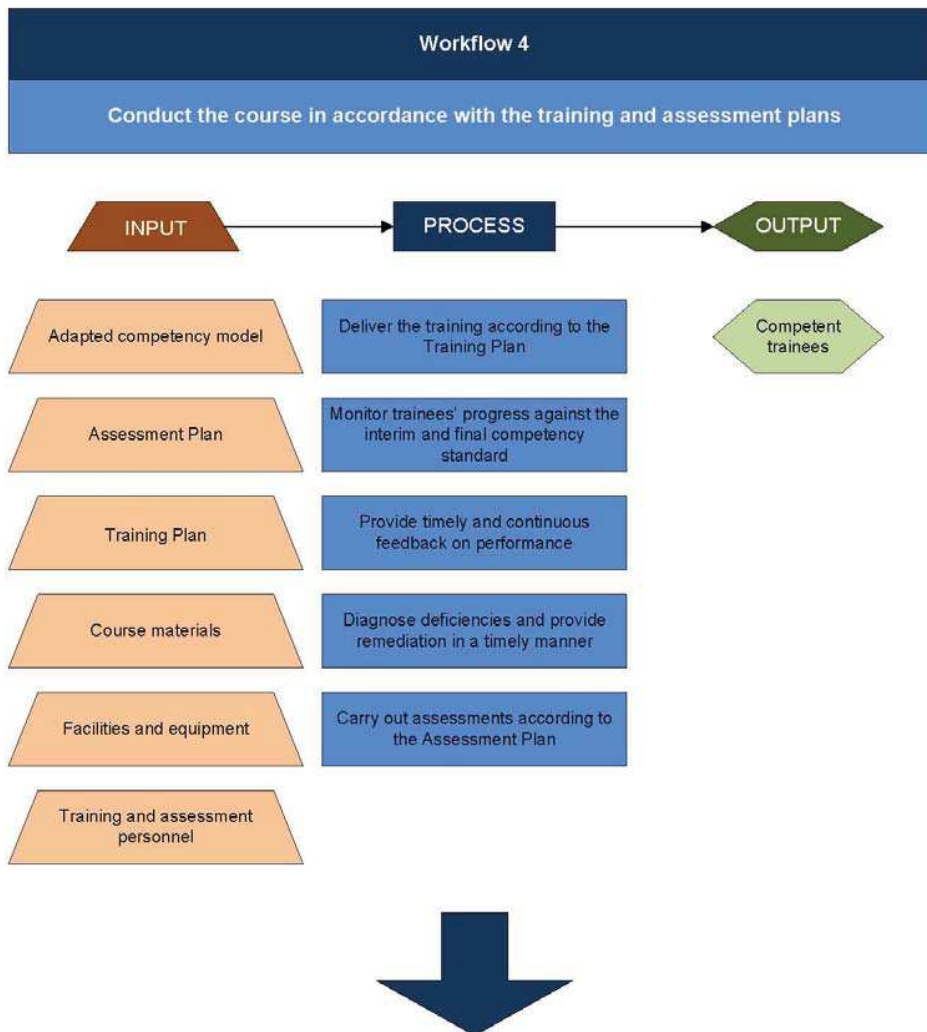 Workflow 4
Conduct the course in accordance with the training and assessment plans
INPUT
PROCESS
OUTPUT
Adapted competency model
Deliver the training according to the
Training Plan
Competent
trainees
Assessment Plan
Monitor trainees' progress against the
interim and final competency
standard
Training Plan
Provide timely and continuous
feedback on performance
Course materials
Diagnose deficiencies and provide
remediation in a timely manner
Facilities and equipment
Carry out assessments according to
the Assessment Plan
Training and assessment
personnel